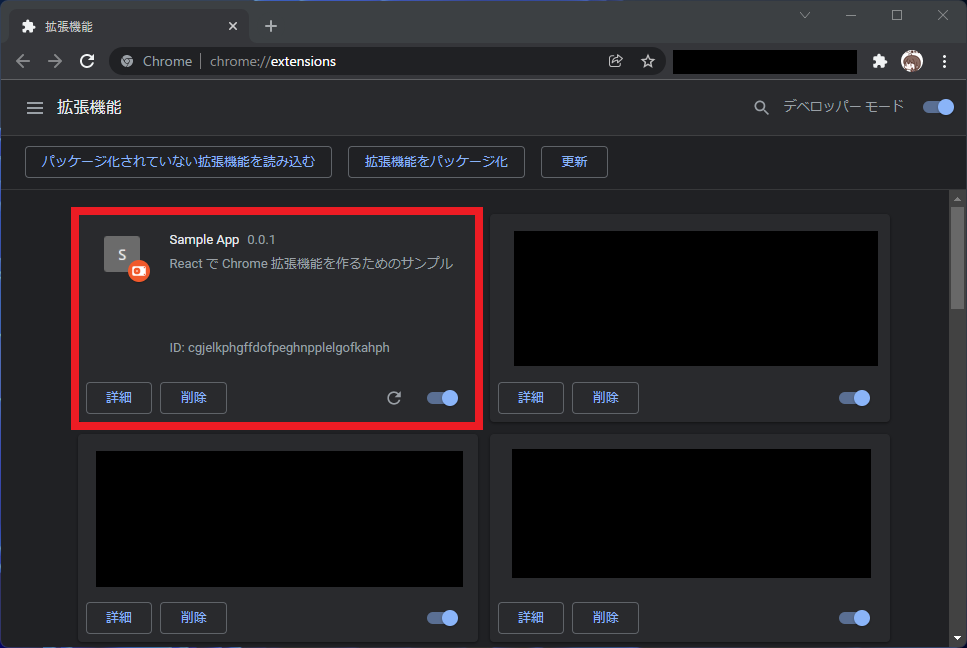 拡張機能
Chrome chrome://extensions
拡張機能
デベロッパー モード
パッケージ化されていない拡張機能を読み込む 拡張機能をパッケージ化 更新
S
Sample App 0.0.1
React で Chrome 拡張機能を作るためのサンプル
ID: cgjelkphgffdofpeghnpplelgofkahph
詳細 削除
詳細 削除
詳細 削除
詳細 削除